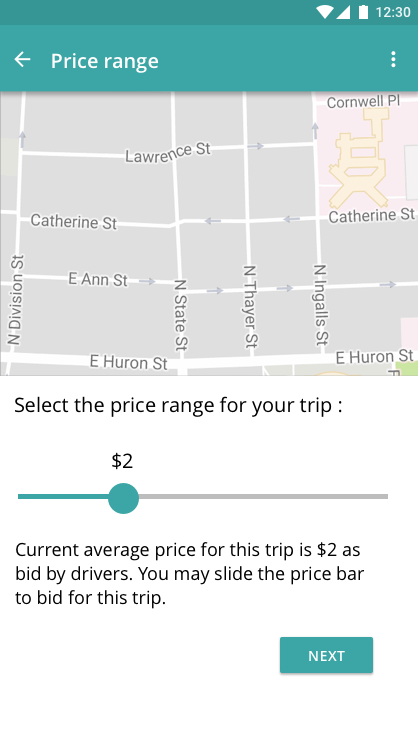 12:30
Price range
Cornwell Pl
Lawrence St
Catherine St
Catherine St
E Ann St
N Division St
N State St
N Thayer St
N Ingalls St
E Huron St
E Huron St
Select the price range for your trip :
$2
Current average price for this trip is $2 as
bid by drivers. You may slide the price bar
to bid for this trip.
NEXT